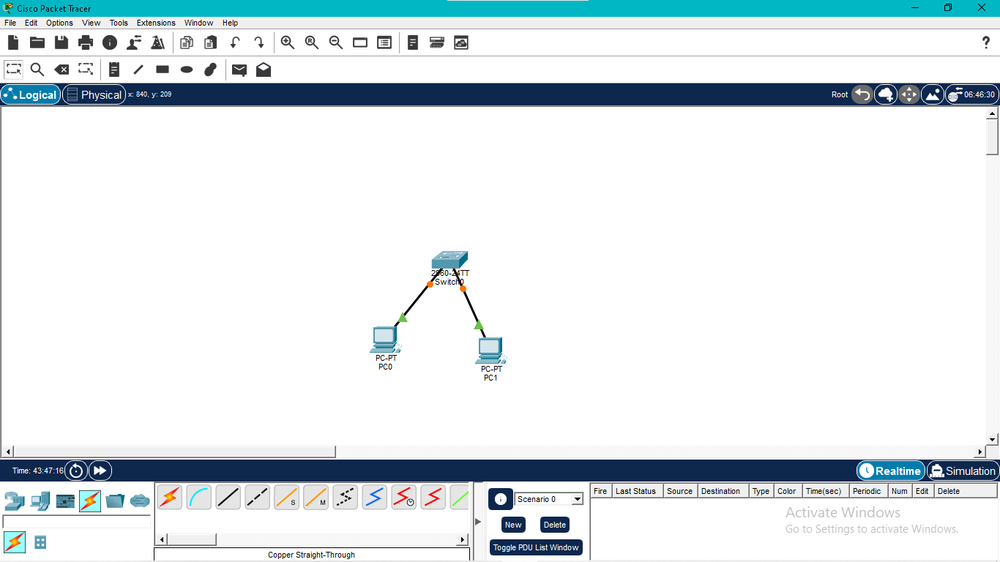 Cisco Packet Tracer
File Edit Options View Tools Extensions Window Help
Logical Physical x: 840, y: 209 Root 06:46:30
2960-24TT
Switch0
PC-PT
PC0
PC-PT
PC1
Time: 43:47:16 Realtime Simulation
S M
Copper Straight-Through
Scenario 0
New Delete
Toggle PDU List Window
Fire Last Status Source Destination Type Color Time(sec) Periodic Num Edit Delete
Activate Windows
Go to Settings to activate Windows.